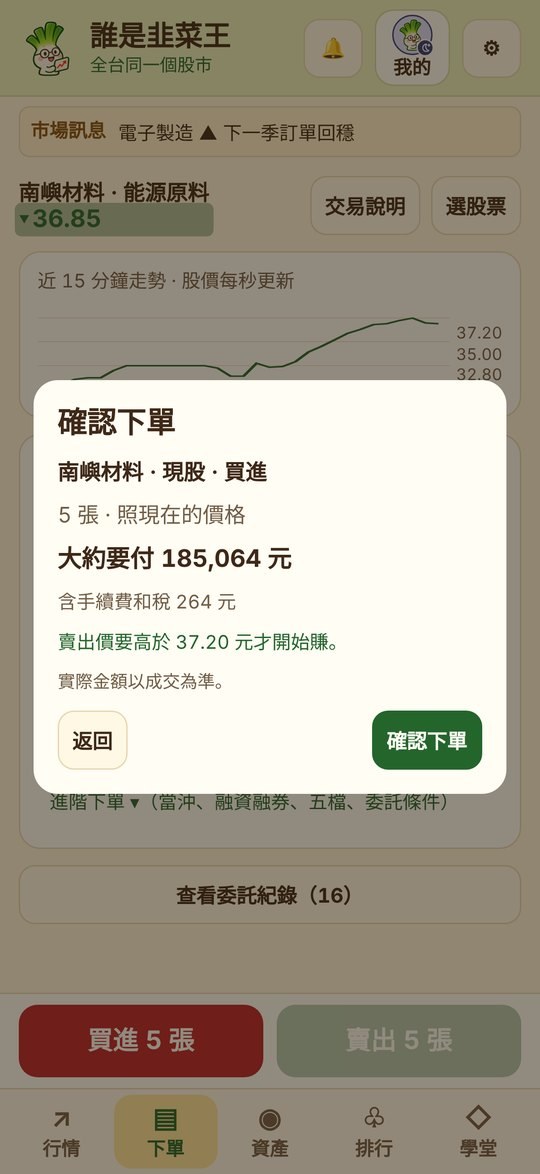 誰是韭菜王
全台同一個股市
我的
市場訊息 電子製造 ▲ 下一季訂單回穩
南嶼材料 · 能源原料
▼36.85
交易說明
選股票
近 15 分鐘走勢 · 股價每秒更新
37.20
35.00
32.80
確認下單
南嶼材料 · 現股 · 買進
5 張 · 照現在的價格
大約要付 185,064 元
含手續費和稅 264 元
賣出價要高於 37.20 元才開始賺。
實際金額以成交為準。
返回
確認下單
進階下單 ▾（當沖、融資融券、五檔、委託條件）
查看委託紀錄（16）
買進 5 張
賣出 5 張
行情
下單
資產
排行
學堂